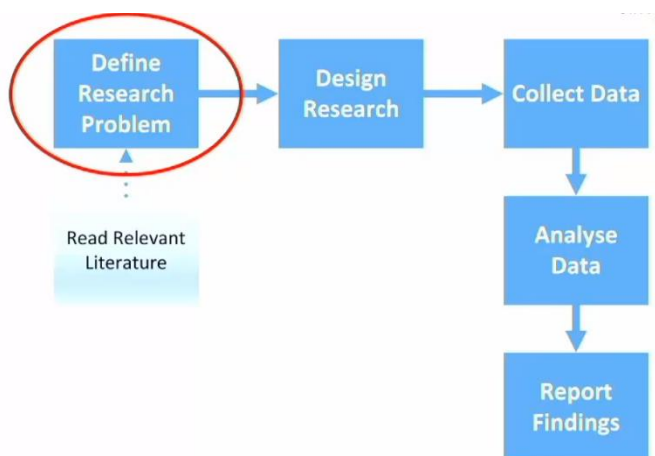 Define
Research
Problem
Design
Research
Collect Data
Read Relevant
Literature
Analyse
Data
Report
Findings